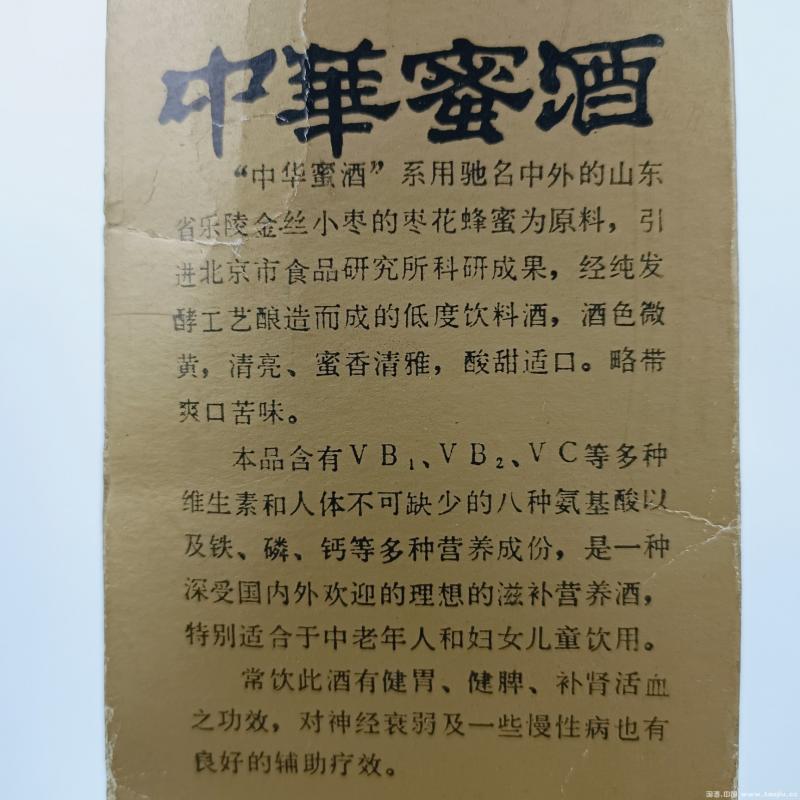 中華蜜酒
“中华蜜酒”系用驰名中外的山东
省乐陵金丝小枣的枣花蜂蜜为原料，引
进北京市食品研究所科研成果，经纯发
酵工艺酿造而成的低度饮料酒，酒色微
黄，清亮、蜜香清雅，酸甜适口。略带
爽口苦味。
本品含有VB₁、VB₂、VC等多种
维生素和人体不可缺少的八种氨基酸以
及铁、磷、钙等多种营养成份，是一种
深受国内外欢迎的理想的滋补营养酒，
特别适合于中老年人和妇女儿童饮用。
常饮此酒有健胃、健脾、补肾活血
之功效，对神经衰弱及一些慢性病也有
良好的辅助疗效。